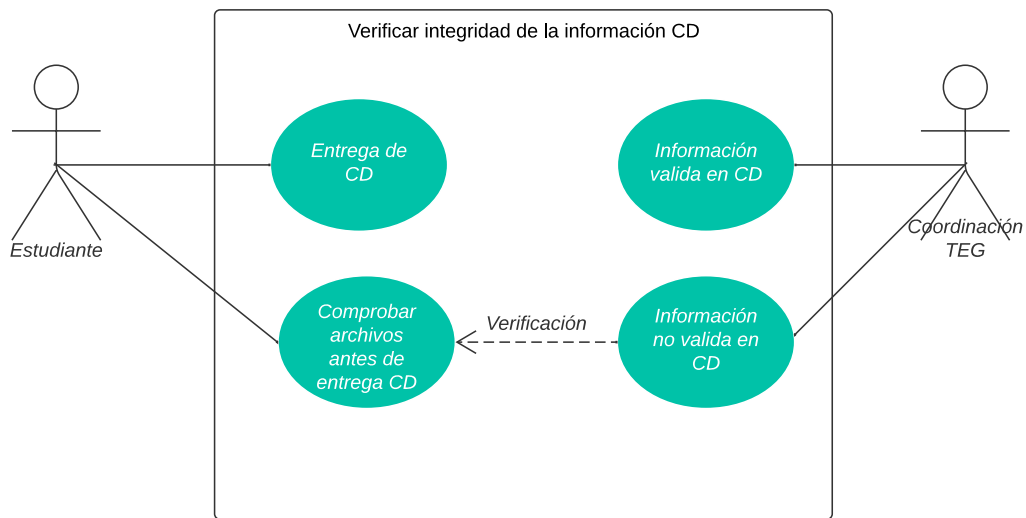 Verificar integridad de la información CD
Entrega de
CD
Información
valida en CD
Estudiante
Coordinación
TEG
Comprobar
archivos
antes de
entrega CD
Verificación
Información
no valida en
CD